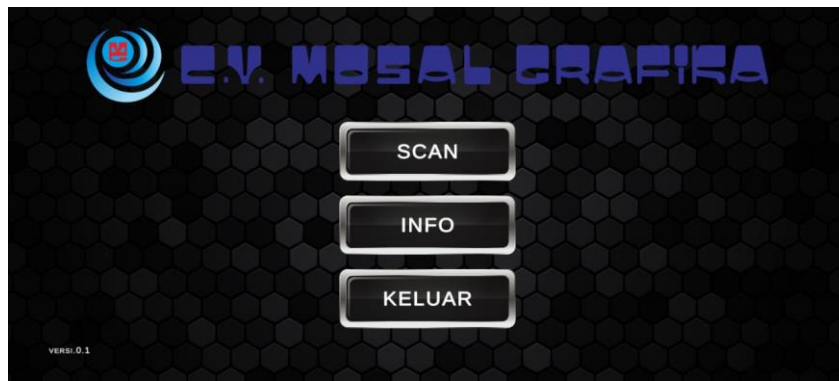 C.V. MOSAL GRAFIKA
SCAN
INFO
KELUAR
VERSI.0.1